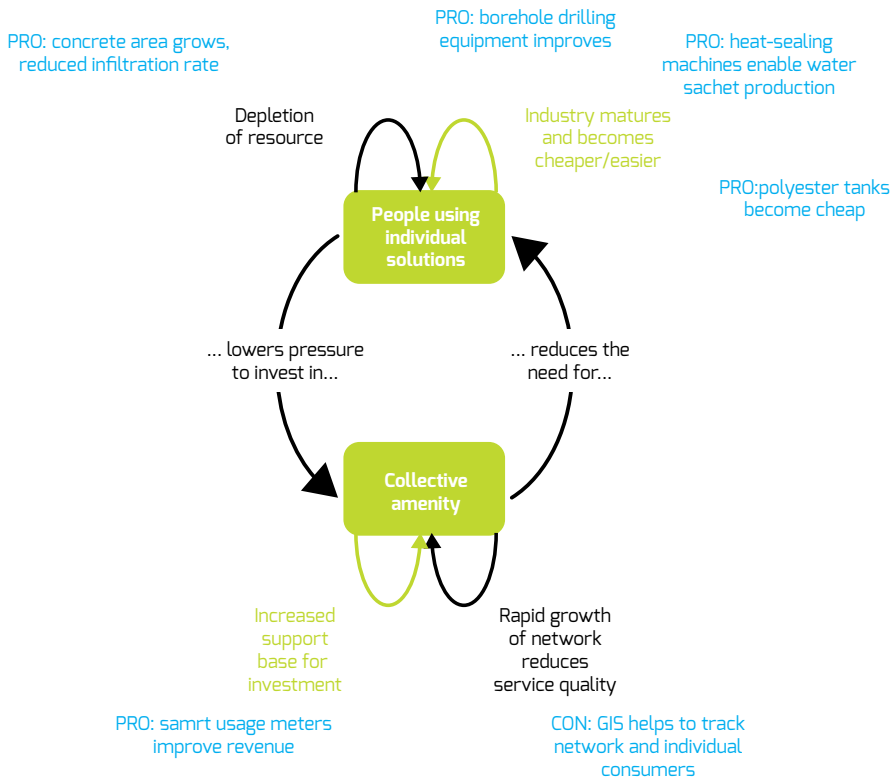 PRO: borehole drilling
equipment improves
PRO: concrete area grows,
reduced infiltration rate
PRO: heat-sealing
machines enable water
sachet production
Depletion
of resource
Industry matures
and becomes
cheaper/easier
PRO:polyester tanks
become cheap
People using
individual
solutions
... lowers pressure
to invest in...
... reduces the
need for...
Collective
amenity
Increased
support
base for
investment
Rapid growth
of network
reduces
service quality
PRO: samrt usage meters
improve revenue
CON: GIS helps to track
network and individual
consumers